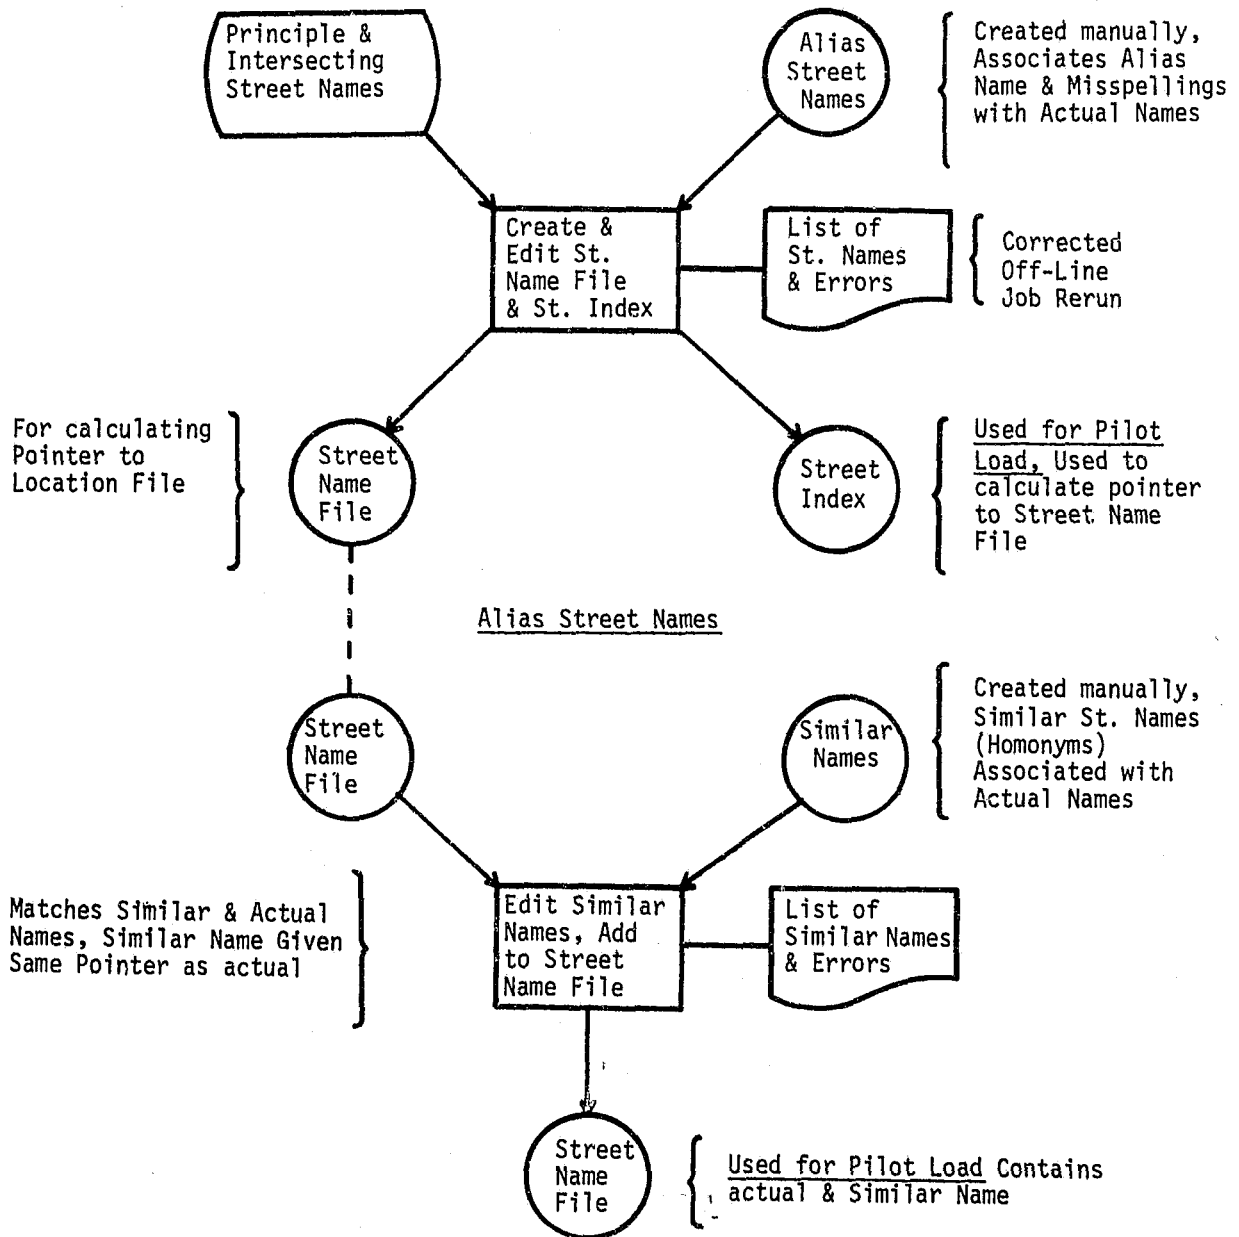 Principle &
Intersecting
Street Names
Alias
Street
Names
Created manually,
Associates Alias
Name & Misspellings
with Actual Names
Create &
Edit St.
Name File
& St. Index
List of
St. Names
& Errors
Corrected
Off-Line
Job Rerun
For calculating
Pointer to
Location File
Street
Name
File
Street
Index
Used for Pilot
Load, Used to
calculate pointer
to Street Name
File
Alias Street Names
Street
Name
File
Similar
Names
Created manually,
Similar St. Names
(Homonyms)
Associated with
Actual Names
Matches Similar & Actual
Names, Similar Name Given
Same Pointer as actual
Edit Similar
Names, Add
to Street
Name File
List of
Similar Names
& Errors
Street
Name
File
Used for Pilot Load Contains
actual & Similar Name